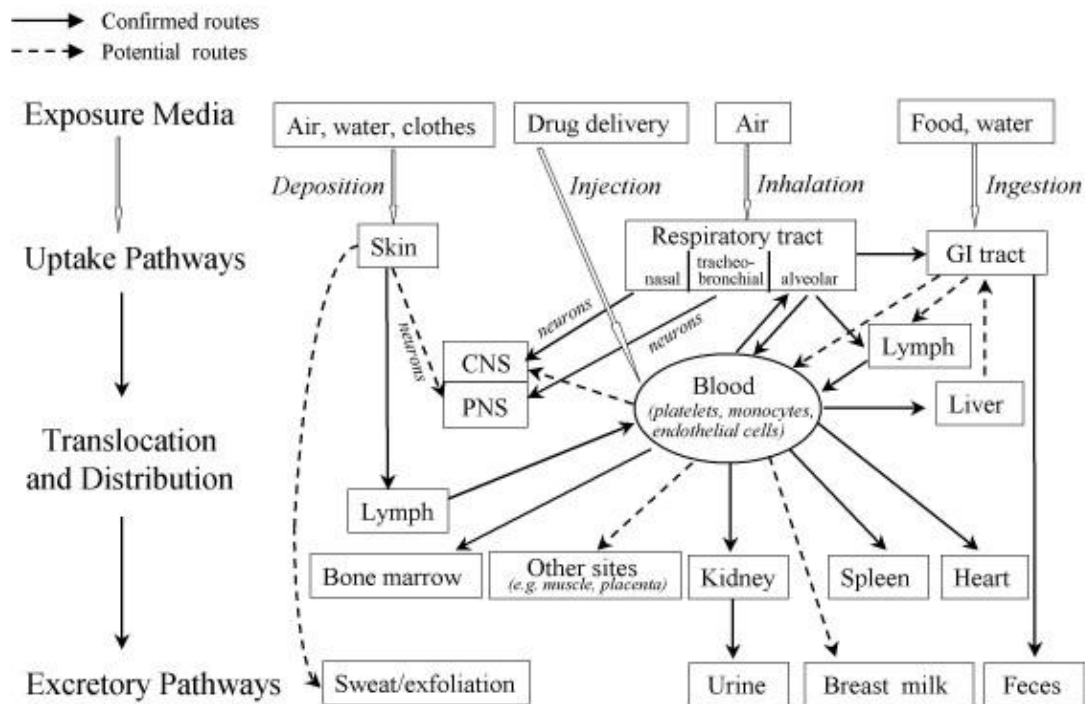 Confirmed routes
Potential routes
Exposure Media
Air, water, clothes
Drug delivery
Air
Food, water
Deposition
Injection
Inhalation
Ingestion
Uptake Pathways
Skin
Respiratory tract
nasal
tracheo-
bronchial
alveolar
GI tract
neurons
neurons
neurons
CNS
PNS
Lymph
Blood
(platelets, monocytes,
endothelial cells)
Liver
Translocation
and Distribution
Lymph
Bone marrow
Other sites
(e.g. muscle, placenta)
Kidney
Spleen
Heart
Excretory Pathways
Sweat/exfoliation
Urine
Breast milk
Feces